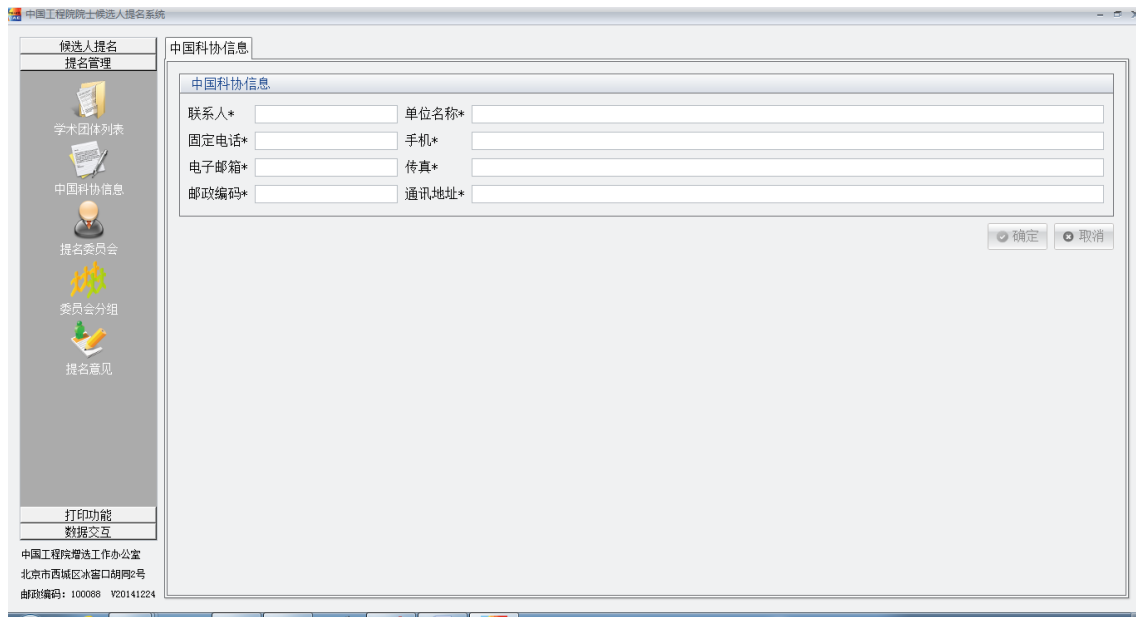 中国工程院院士候选人提名系统
候选人提名
提名管理
学术团体列表
中国科协信息
提名委员会
委员会分组
提名意见
打印功能
数据交互
中国工程院增选工作办公室
北京市西城区冰窖口胡同2号
邮政编码：100088 V20141224
中国科协信息
中国科协信息
联系人* 单位名称*
固定电话* 手机*
电子邮箱* 传真*
邮政编码* 通讯地址*
确定 取消